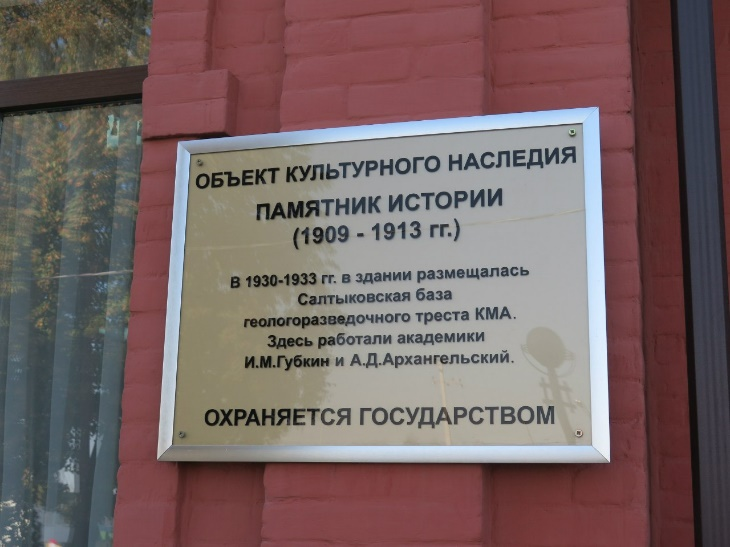 ОБЪЕКТ КУЛЬТУРНОГО НАСЛЕДИЯ
ПАМЯТНИК ИСТОРИИ
(1909 - 1913 гг.)
В 1930-1933 гг. в здании размещалась
Салтыковская база
геологоразведочного треста КМА.
Здесь работали академики
И.М.Губкин и А.Д.Архангельский.
ОХРАНЯЕТСЯ ГОСУДАРСТВОМ